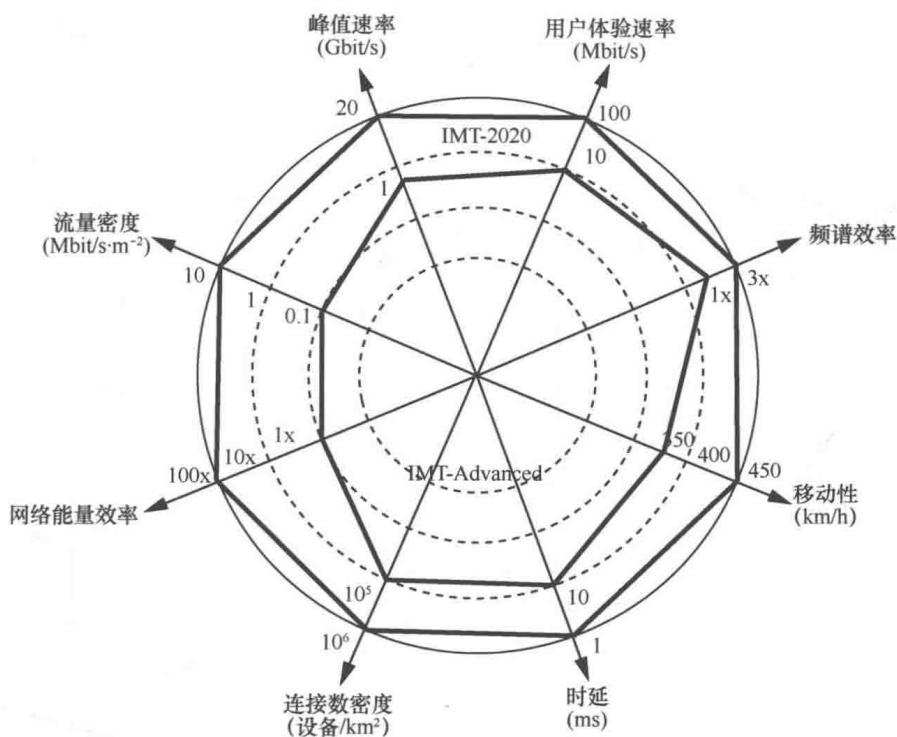 峰值速率
(Gbit/s)
用户体验速率
(Mbit/s)
20
100
IMT-2020
10
1
流量密度
(Mbit/s·m⁻²)
频谱效率
10
1
0.1
1x
3x
1x
350
400
450
100x
10x
IMT-Advanced
网络能量效率
移动性
(km/h)
10⁵
10
10⁶
1
连接数密度
(设备/km²)
时延
(ms)